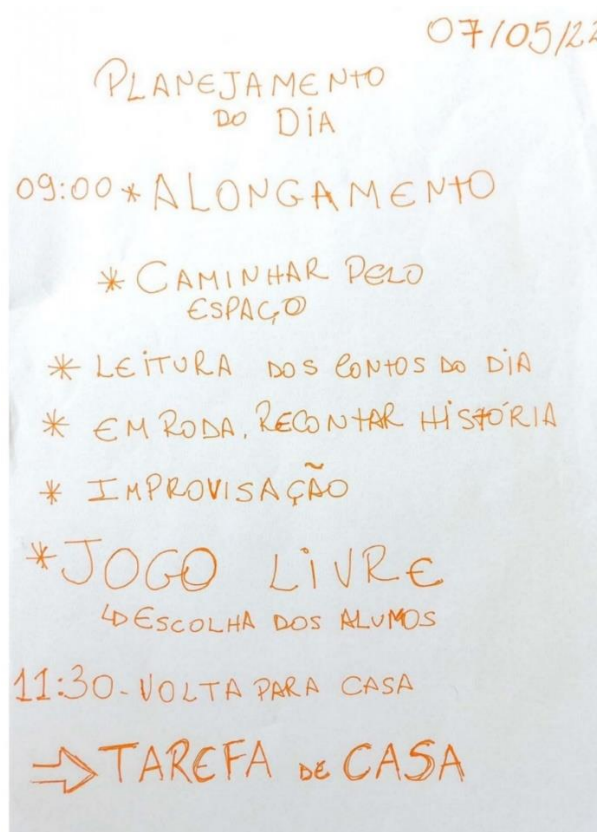 07/05/22
PLANEJAMENTO
DO DIA
09:00 * ALONGAMENTO
* CAMINHAR PELO
ESPAÇO
* LEITURA DOS CONTOS DO DIA
* EM RODA, RECONTAR HISTÓRIA
* IMPROVISAÇÃO
* JOGO LIVRE
↳ ESCOLHA DOS ALUNOS
11:30 - VOLTA PARA CASA
⇒ TAREFA DE CASA